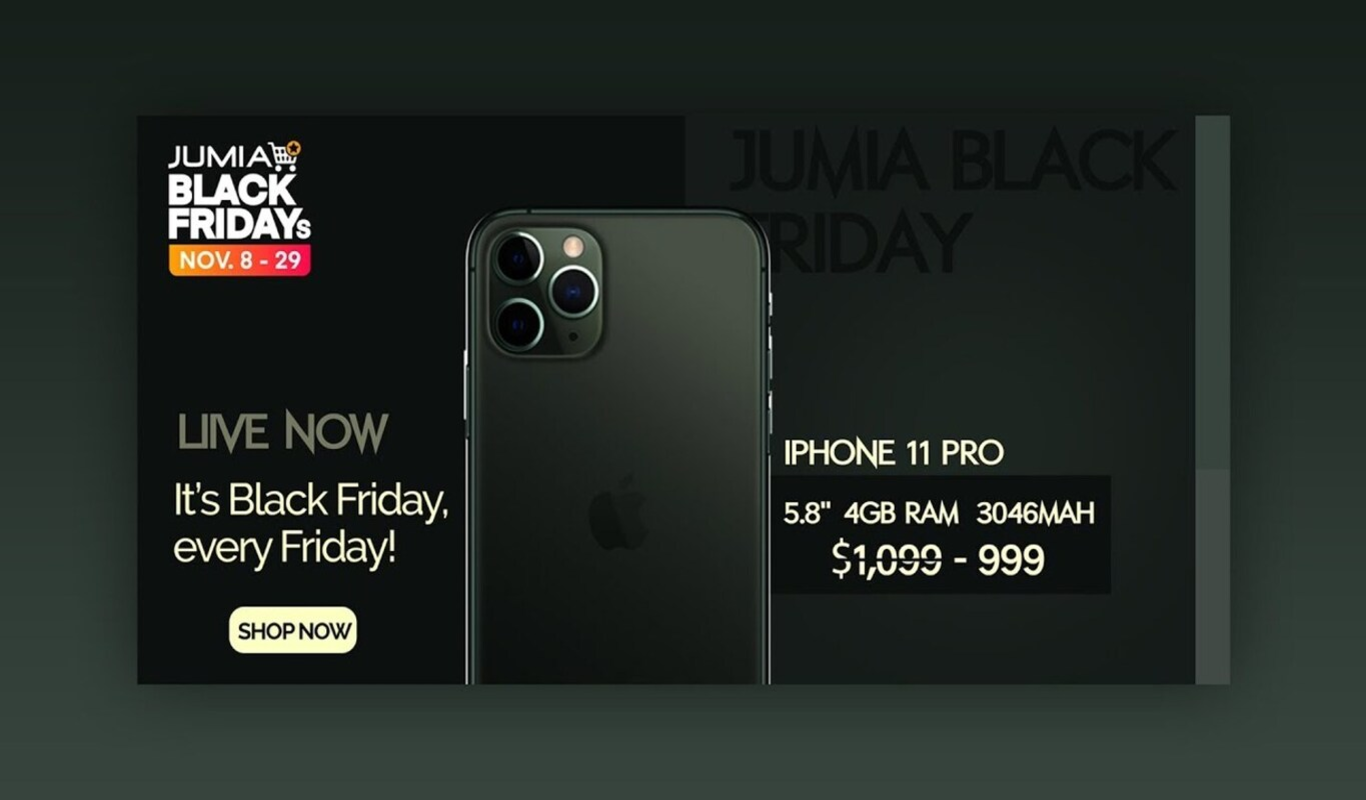 JUMIA
BLACK
FRIDAYs
NOV. 8 - 29
JUMIA BLACK
FRIDAY
LIVE NOW
It's Black Friday,
every Friday!
SHOP NOW
IPHONE 11 PRO
5.8" 4GB RAM 3046MAH
$1,099 - 999